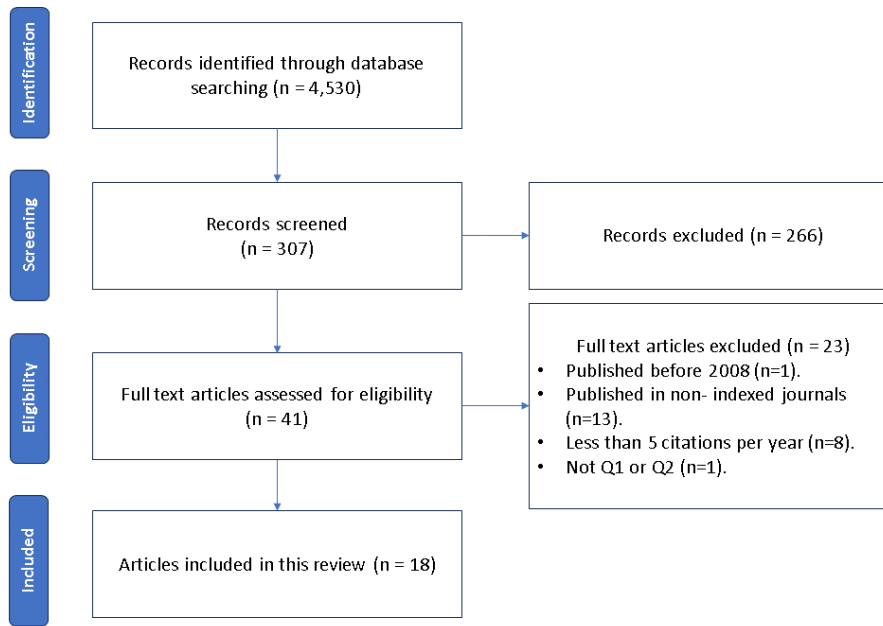 Identification
Records identified through database
searching (n = 4,530)
Screening
Records screened
(n = 307)
Records excluded (n = 266)
Eligibility
Full text articles assessed for eligibility
(n = 41)
Full text articles excluded (n = 23)
• Published before 2008 (n=1).
• Published in non- indexed journals
(n=13).
• Less than 5 citations per year (n=8).
• Not Q1 or Q2 (n=1).
Included
Articles included in this review (n = 18)